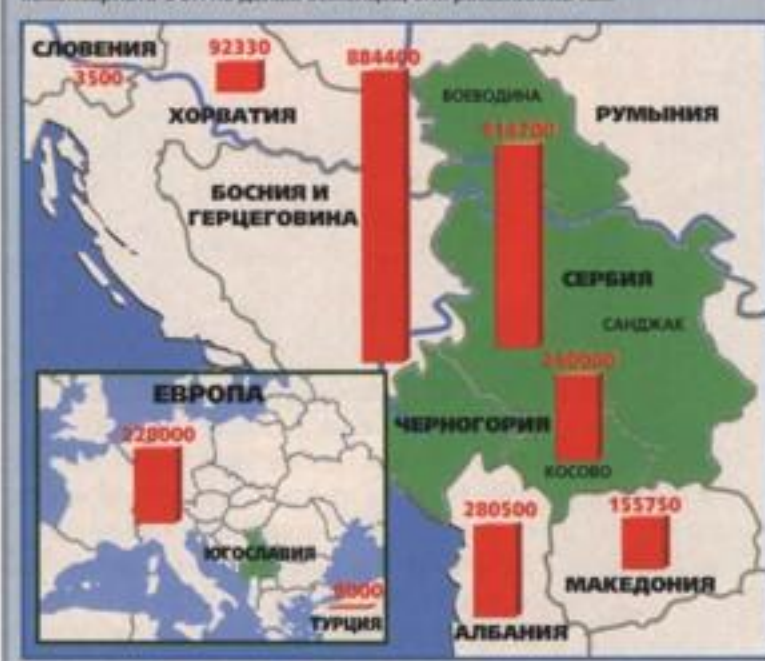 СЛОВЕНИЯ
3500
92330
ХОРВАТИЯ
884400
ВОЕВОДИНА
РУМЫНИЯ
БОСНИЯ И
ГЕРЦЕГОВИНА
СЕРБИЯ
САНДЖАК
ЧЕРНОГОРИЯ
КОСОВО
280500
АЛБАНИЯ
155750
МАКЕДОНИЯ
ЕВРОПА
228000
ЮГОСЛАВИЯ
ТУРЦИЯ